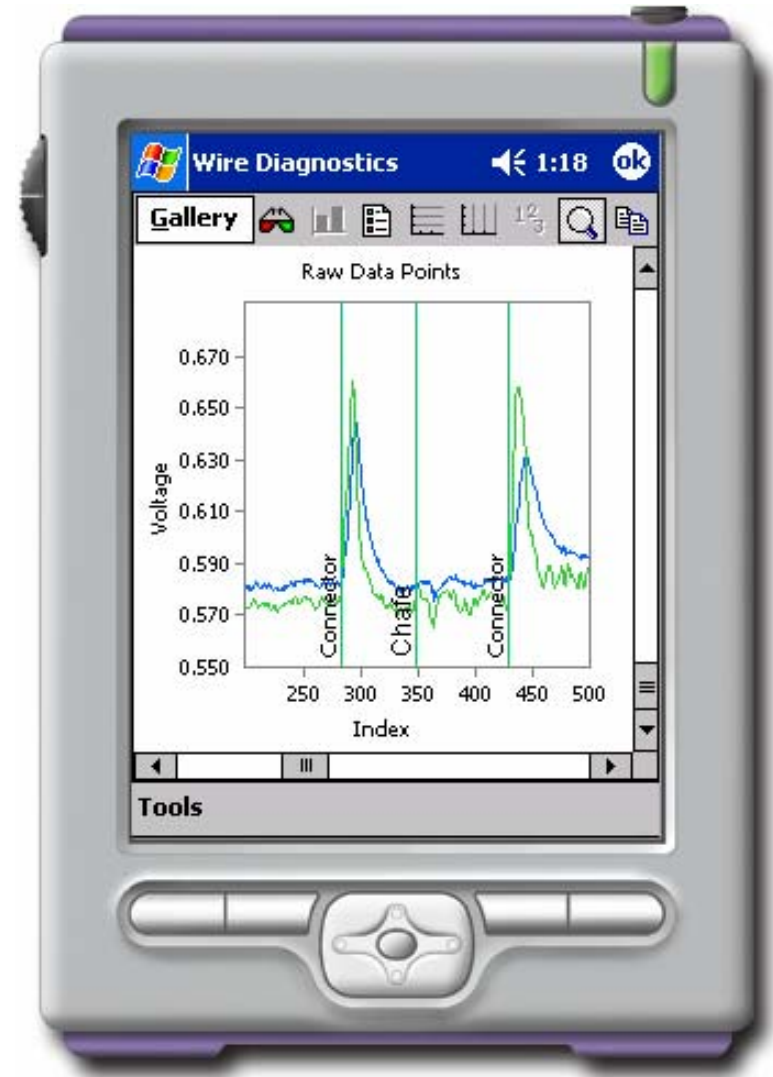 Wire Diagnostics 1:18 ok
Gallery 123
Raw Data Points
Voltage
0.670
0.650
0.630
0.610
0.590
0.570
0.550
Connector
Chafe
Connector
250 300 350 400 450 500
Index
Tools